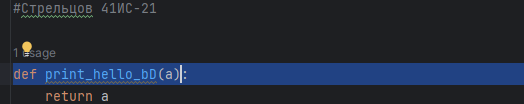 #Стрельцов 41ИС-21
1 usage
def print_hello_bD(a):
return a